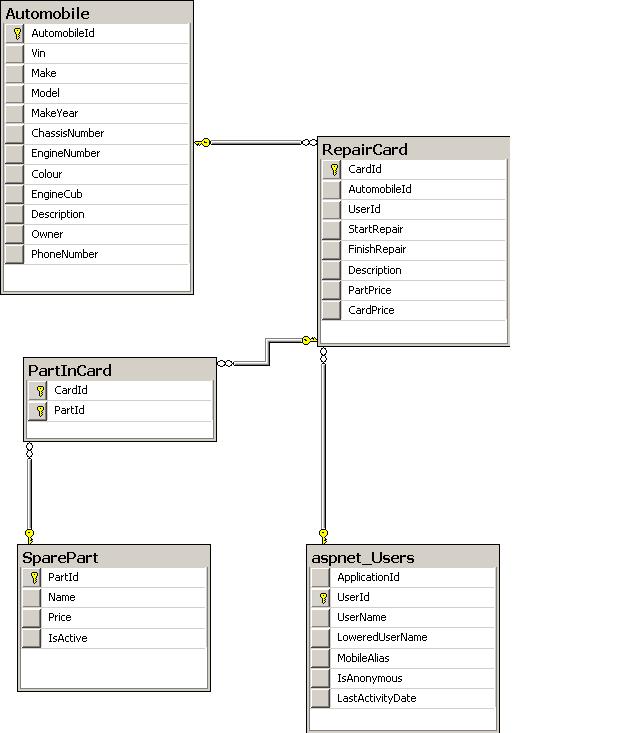 Automobile
AutomobileId
Vin
Make
Model
MakeYear
ChassisNumber
EngineNumber
Colour
EngineCub
Description
Owner
PhoneNumber
RepairCard
CardId
AutomobileId
UserId
StartRepair
FinishRepair
Description
PartPrice
CardPrice
PartInCard
CardId
PartId
SparePart
PartId
Name
Price
IsActive
aspnet_Users
ApplicationId
UserId
UserName
LoweredUserName
MobileAlias
IsAnonymous
LastActivityDate